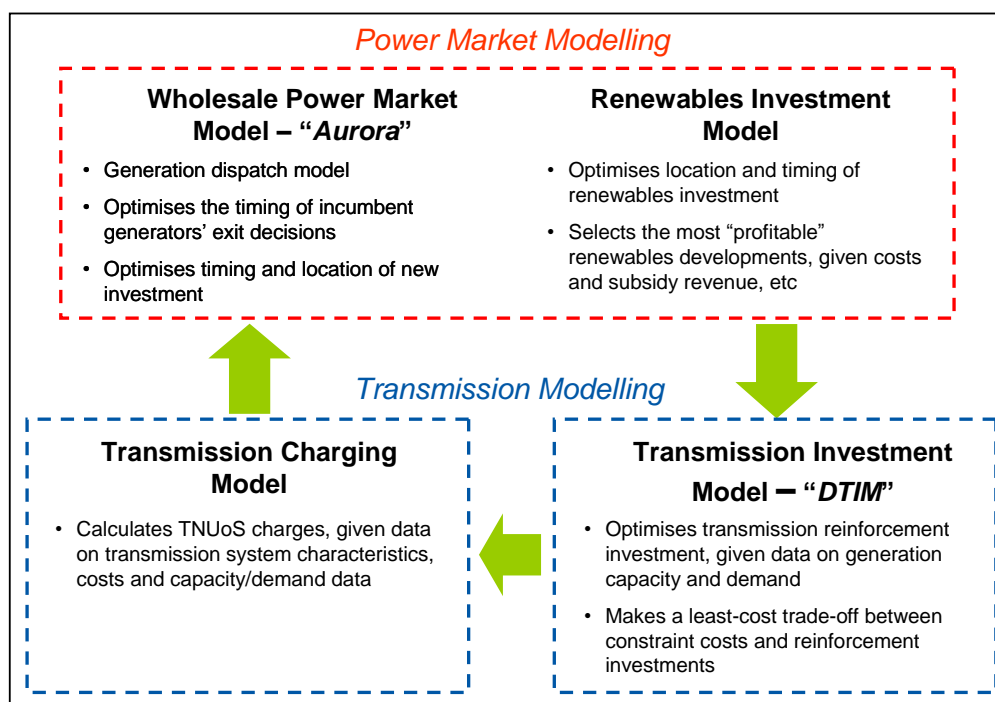 Power Market Modelling
Wholesale Power Market
Model – “Aurora”
• Generation dispatch model
• Optimises the timing of incumbent
generators’ exit decisions
• Optimises timing and location of new
investment
Renewables Investment
Model
• Optimises location and timing of
renewables investment
• Selects the most “profitable”
renewables developments, given costs
and subsidy revenue, etc
Transmission Modelling
Transmission Charging
Model
• Calculates TNUoS charges, given data
on transmission system characteristics,
costs and capacity/demand data
Transmission Investment
Model – “DTIM”
• Optimises transmission reinforcement
investment, given data on generation
capacity and demand
• Makes a least-cost trade-off between
constraint costs and reinforcement
investments